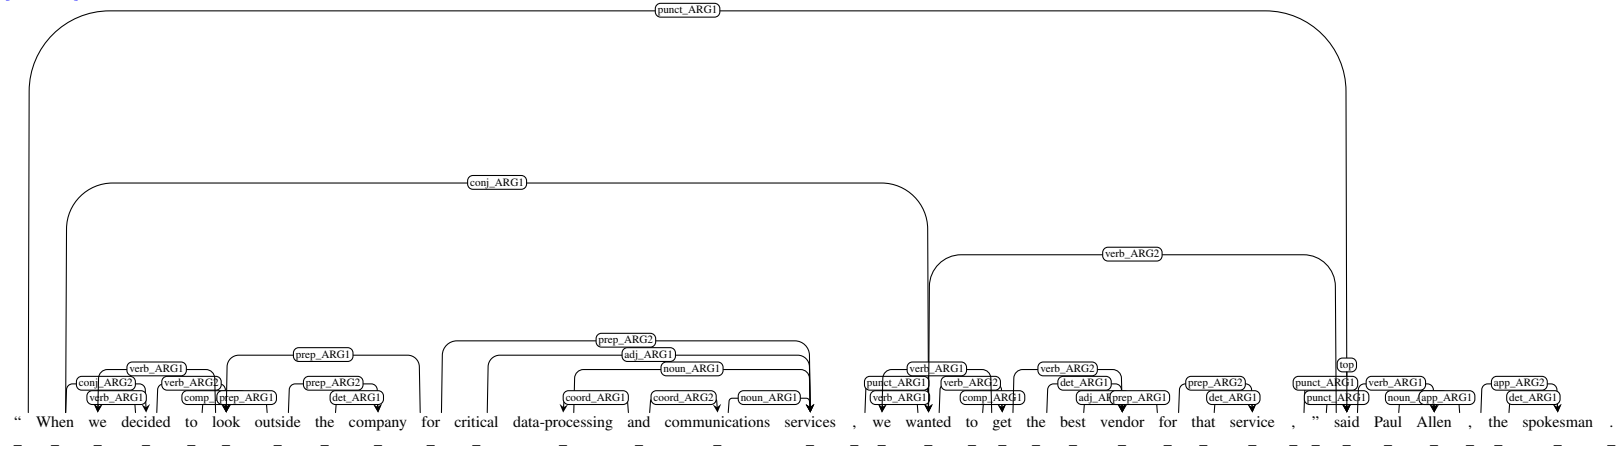 punct_ARG1
conj_ARG1
verb_ARG2
prep_ARG2
prep_ARG1 adj_ARG1 top
verb_ARG1 noun_ARG1 verb_ARG1 verb_ARG2
conj_ARG2 verb_ARG2 prep_ARG2 punct_ARG1 verb_ARG2 det_ARG1 prep_ARG2 punct_ARG1 verb_ARG1 app_ARG2
verb_ARG1 prep_ARG1 det_ARG1 coord_ARG1 coord_ARG2 noun_ARG1 verb_ARG1 comp_ARG1 prep_ARG1 det_ARG1 punct_ARG1 app_ARG1 det_ARG1
“ When we decided to look outside the company for critical data-processing and communications services , we wanted to get the best vendor for that service , ” said Paul Allen , the spokesman .
_ _ _ _ _ _ _ _ _ _ _ _ _ _ _ _ _ _ _ _ _ _ _ _ _ _ _ _ _ _ _ _ _ _ _